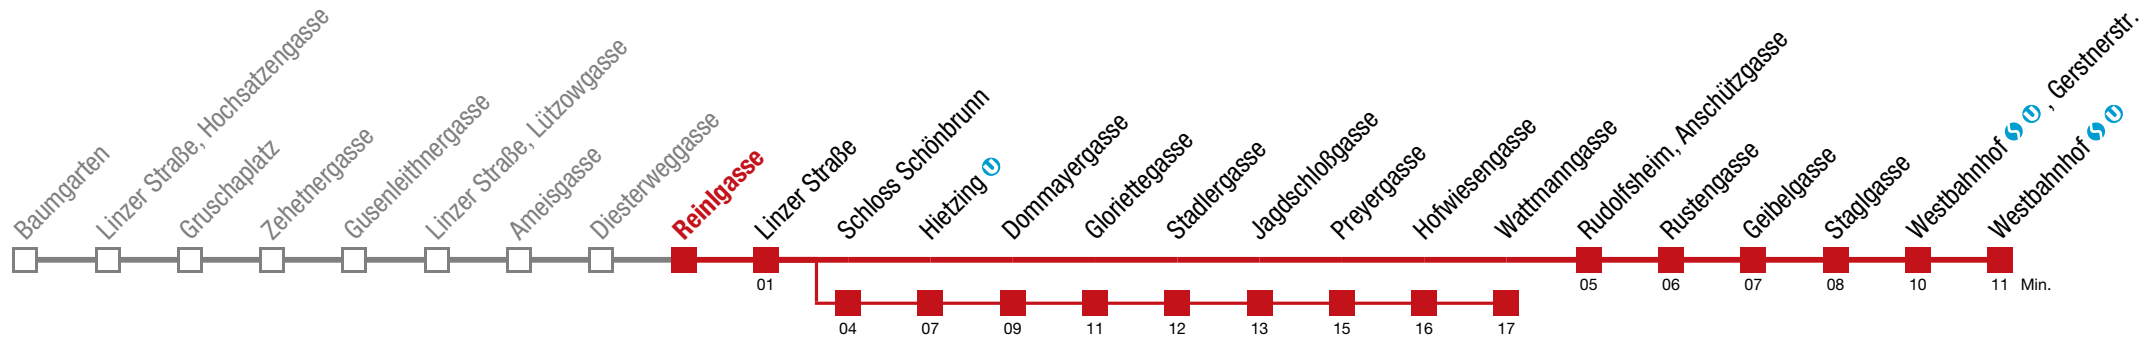 Baumgarten
Linzer Straße, Hochsatzengasse
Gruschaplatz
Zehetnergasse
Gusenleithnergasse
Linzer Straße, Lützowgasse
Ameisgasse
Diesterweggasse
Reinlgasse
Linzer Straße
Schloss Schönbrunn
Hietzing U
Dommayergasse
Gloriettegasse
Stadlergasse
Jagdschloßgasse
Preyergasse
Hofwiesengasse
Wattmanngasse
Rudolfsheim, Anschützgasse
Rustengasse
Geibelgasse
Staglgasse
Westbahnhof S U, Gerstnerstr.
Westbahnhof S U
01 05 06 07 08 10 11 Min.
04 07 09 11 12 13 15 16 17